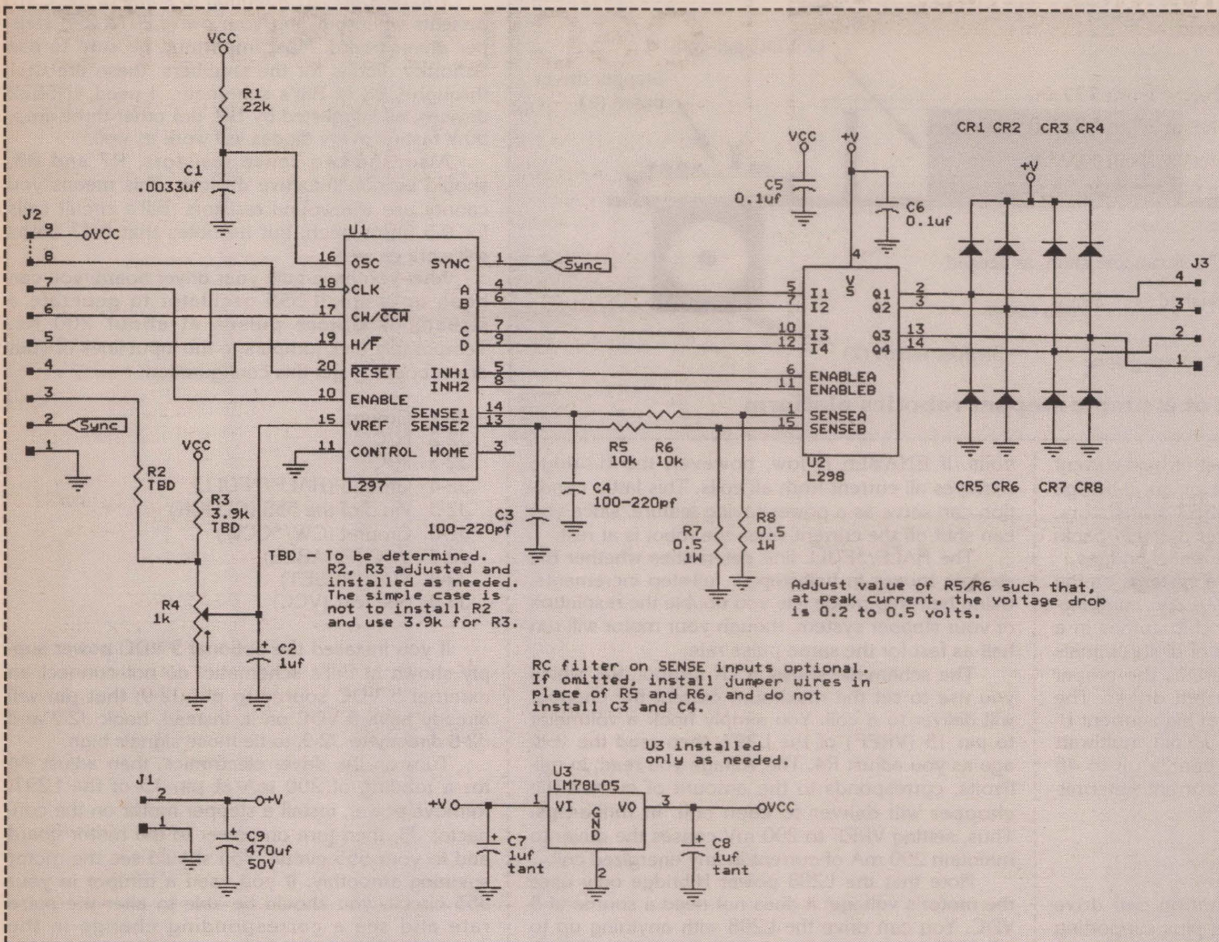 VCC
R1
22k
C1
.0033uf
J2
9
VCC
8
7
6
5
4
3
2
Sync
1
U1
16
OSC
18
CLK
17
CW/CCW
19
H/F
20
RESET
10
ENABLE
15
VREF
11
CONTROL HOME
SYNC
1
Sync
A
4
B
6
C
7
D
9
INH1
5
INH2
8
SENSE1
14
SENSE2
13
3
L297
R2
TBD
VCC
R3
3.9k
TBD
R4
1k
C2
1uf
TBD - To be determined.
R2, R3 adjusted and
installed as needed.
The simple case is
not to install R2
and use 3.9k for R3.
C3
100-220pf
C4
100-220pf
R5
10k
R6
10k
R7
0.5
1W
R8
0.5
1W
VCC
C5
0.1uf
+V
C6
0.1uf
4
V
S
5
I1
7
I2
10
I3
12
I4
6
ENABLEA
11
ENABLEB
1
SENSEA
15
SENSEB
Q1
2
Q2
3
Q3
13
Q4
14
U2
L298
CR1 CR2 CR3 CR4
+V
CR5 CR6 CR7 CR8
J3
4
3
2
1
Adjust value of R5/R6 such that,
at peak current, the voltage drop
is 0.2 to 0.5 volts.
RC filter on SENSE inputs optional.
If omitted, install jumper wires in
place of R5 and R6, and do not
install C3 and C4.
U3 installed
only as needed.
J1
2
+V
1
C9
470uf
50V
U3
LM78L05
+V
1
VI
VO
3
VCC
GND
2
C7
1uf
tant
C8
1uf
tant